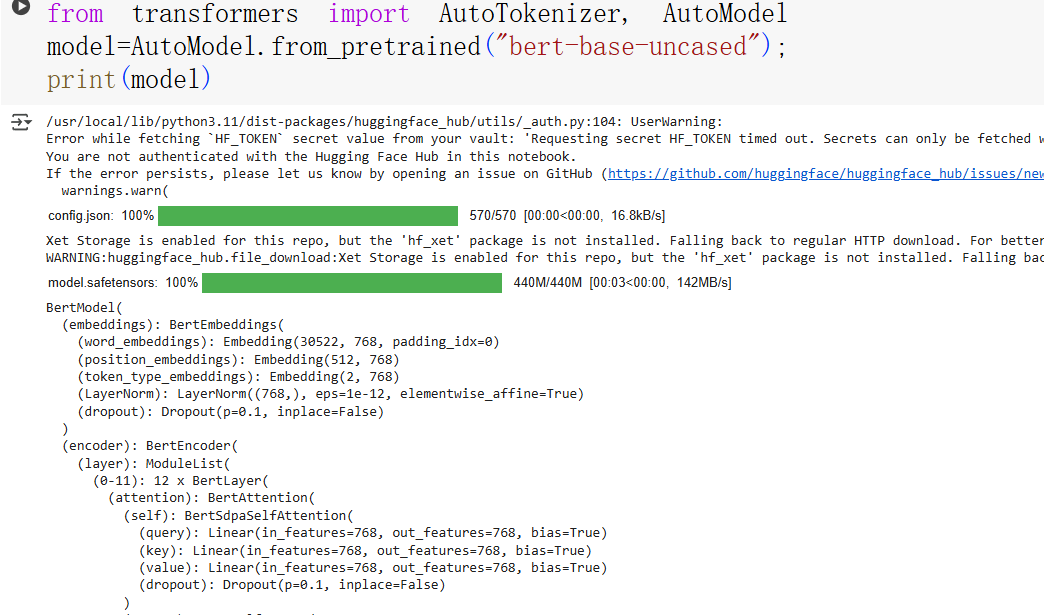 from transformers import AutoTokenizer, AutoModel
model=AutoModel.from_pretrained("bert-base-uncased");
print(model)
/usr/local/lib/python3.11/dist-packages/huggingface_hub/utils/_auth.py:104: UserWarning:
Error while fetching `HF_TOKEN` secret value from your vault: 'Requesting secret HF_TOKEN timed out. Secrets can only be fetched w
You are not authenticated with the Hugging Face Hub in this notebook.
If the error persists, please let us know by opening an issue on GitHub (https://github.com/huggingface/huggingface_hub/issues/new
  warnings.warn(
config.json: 100% 570/570 [00:00<00:00, 16.8kB/s]
Xet Storage is enabled for this repo, but the 'hf_xet' package is not installed. Falling back to regular HTTP download. For better
WARNING:huggingface_hub.file_download:Xet Storage is enabled for this repo, but the 'hf_xet' package is not installed. Falling bac
model.safetensors: 100% 440M/440M [00:03<00:00, 142MB/s]
BertModel(
  (embeddings): BertEmbeddings(
    (word_embeddings): Embedding(30522, 768, padding_idx=0)
    (position_embeddings): Embedding(512, 768)
    (token_type_embeddings): Embedding(2, 768)
    (LayerNorm): LayerNorm((768,), eps=1e-12, elementwise_affine=True)
    (dropout): Dropout(p=0.1, inplace=False)
  )
  (encoder): BertEncoder(
    (layer): ModuleList(
      (0-11): 12 x BertLayer(
        (attention): BertAttention(
          (self): BertSdpaSelfAttention(
            (query): Linear(in_features=768, out_features=768, bias=True)
            (key): Linear(in_features=768, out_features=768, bias=True)
            (value): Linear(in_features=768, out_features=768, bias=True)
            (dropout): Dropout(p=0.1, inplace=False)
          )